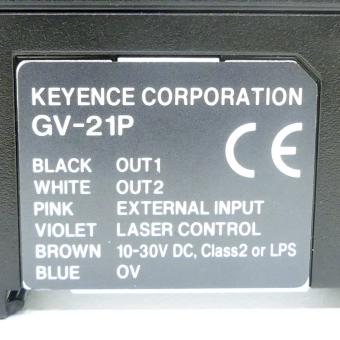 KEYENCE CORPORATION
GV-21P
CE
BLACK OUT1
WHITE OUT2
PINK EXTERNAL INPUT
VIOLET LASER CONTROL
BROWN 10-30V DC, Class2 or LPS
BLUE 0V